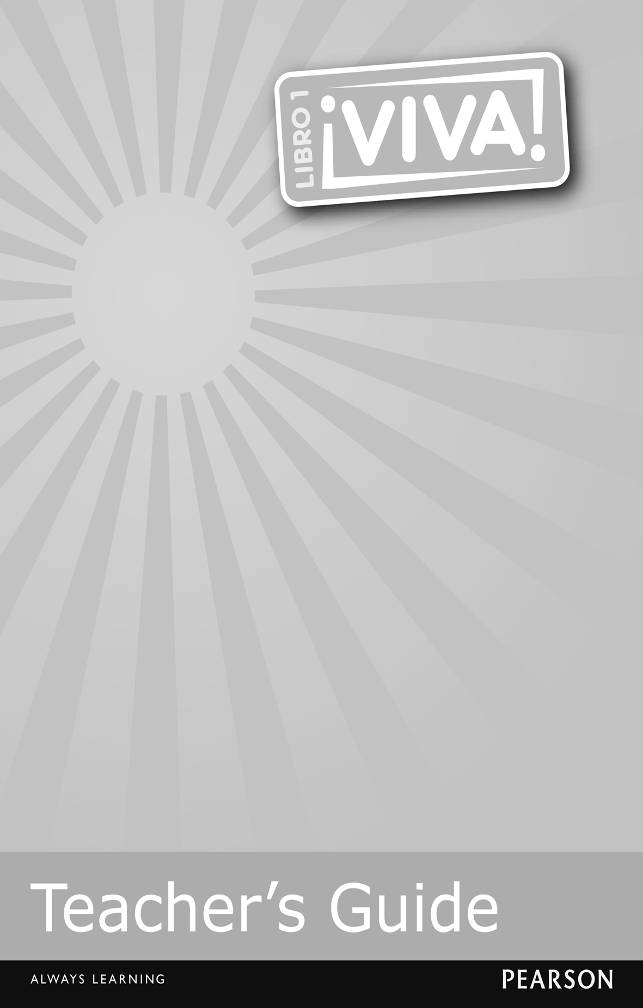 LIBRO 1
¡VIVA!
Teacher's Guide
ALWAYS LEARNING
PEARSON